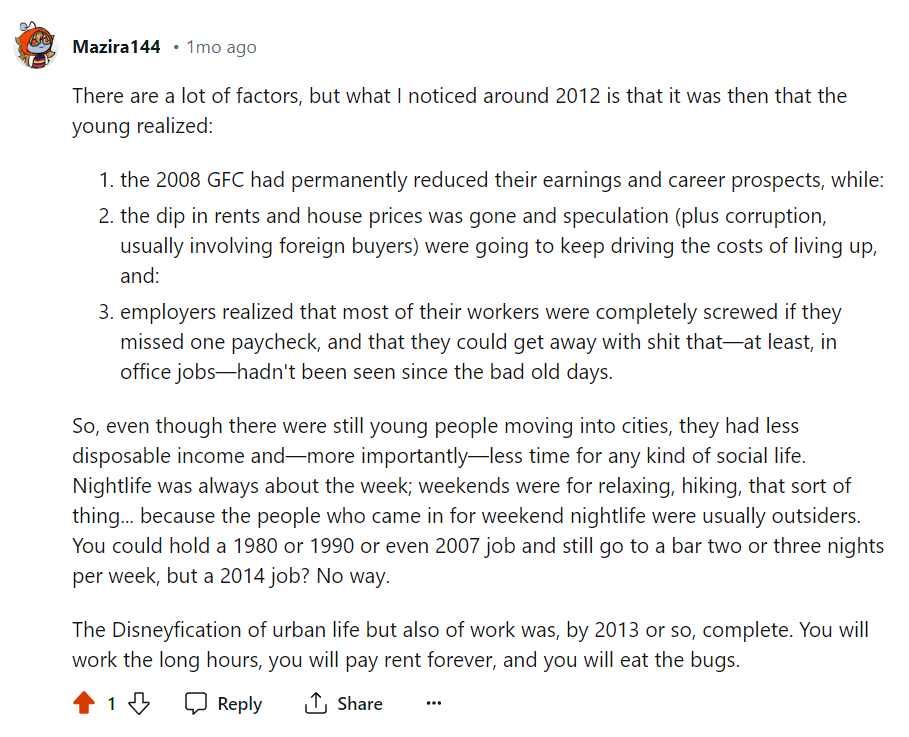 Mazira144 • 1mo ago
There are a lot of factors, but what I noticed around 2012 is that it was then that the
young realized:
1. the 2008 GFC had permanently reduced their earnings and career prospects, while:
2. the dip in rents and house prices was gone and speculation (plus corruption,
usually involving foreign buyers) were going to keep driving the costs of living up,
and:
3. employers realized that most of their workers were completely screwed if they
missed one paycheck, and that they could get away with shit that—at least, in
office jobs—hadn't been seen since the bad old days.
So, even though there were still young people moving into cities, they had less
disposable income and—more importantly—less time for any kind of social life.
Nightlife was always about the week; weekends were for relaxing, hiking, that sort of
thing... because the people who came in for weekend nightlife were usually outsiders.
You could hold a 1980 or 1990 or even 2007 job and still go to a bar two or three nights
per week, but a 2014 job? No way.
The Disneyfication of urban life but also of work was, by 2013 or so, complete. You will
work the long hours, you will pay rent forever, and you will eat the bugs.
1 Reply Share ...